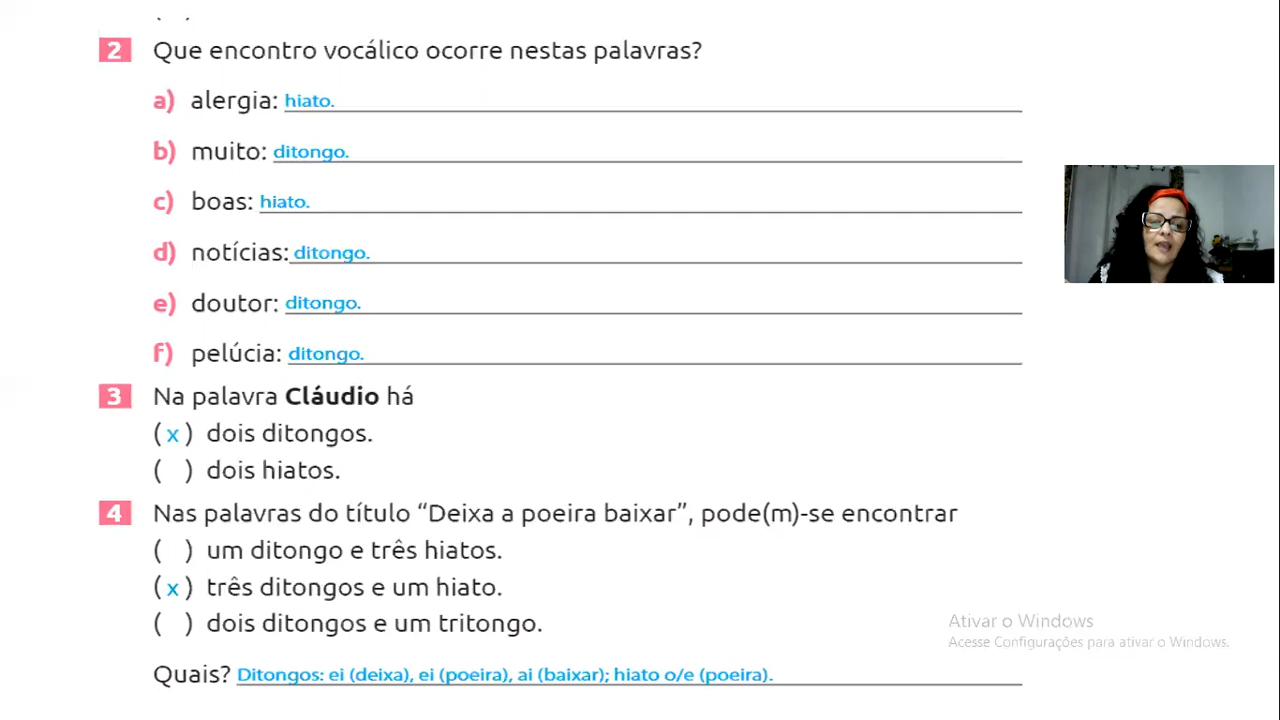 2 Que encontro vocálico ocorre nestas palavras?
a) alergia: hiato.
b) muito: ditongo.
c) boas: hiato.
d) notícias: ditongo.
e) doutor: ditongo.
f) pelúcia: ditongo.
3 Na palavra Cláudio há
( x ) dois ditongos.
( ) dois hiatos.
4 Nas palavras do título “Deixa a poeira baixar”, pode(m)-se encontrar
( ) um ditongo e três hiatos.
( x ) três ditongos e um hiato.
( ) dois ditongos e um tritongo.
Quais? Ditongos: ei (deixa), ei (poeira), ai (baixar); hiato o/e (poeira).
Ativar o Windows
Acesse Configurações para ativar o Windows.